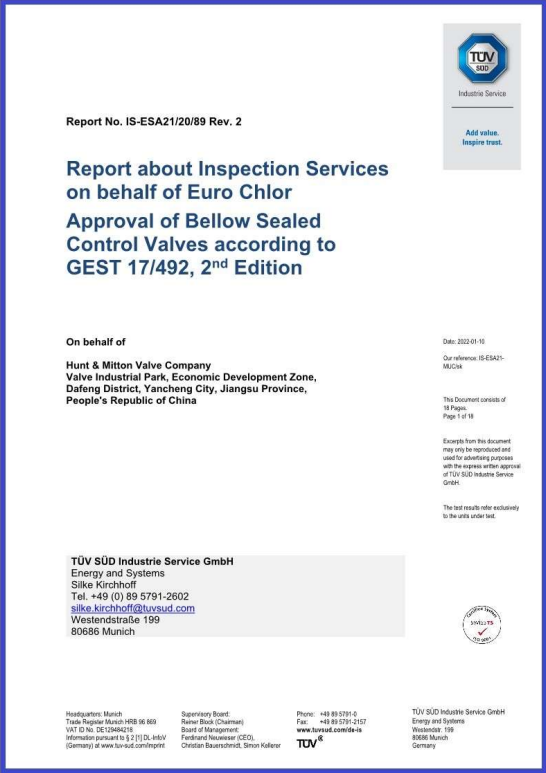 TÜV
SÜD
Industrie Service
Add value.
Inspire trust.
Report No. IS-ESA21/20/89 Rev. 2
Report about Inspection Services
on behalf of Euro Chlor
Approval of Bellow Sealed
Control Valves according to
GEST 17/492, 2nd Edition
On behalf of
Hunt & Mitton Valve Company
Valve Industrial Park, Economic Development Zone,
Dafeng District, Yancheng City, Jiangsu Province,
People's Republic of China
Date: 2022-01-10
Our reference: IS-ESA21-
MUC/sk
This Document consists of
18 Pages.
Page 1 of 18
Excerpts from this document
may only be reproduced and
used for advertising purposes
with the express written approval
of TÜV SÜD Industrie Service
GmbH.
The test results refer exclusively
to the units under test.
TÜV SÜD Industrie Service GmbH
Energy and Systems
Silke Kirchhoff
Tel. +49 (0) 89 5791-2602
silke.kirchhoff@tuvsud.com
Westendstraße 199
80686 Munich
Headquarters: Munich
Trade Register Munich HRB 96 869
VAT ID No. DE129484218
Information pursuant to § 2 [1] DL-InfoV
(Germany) at www.tuv-sud.com/imprint
Supervisory Board:
Reiner Block (Chairman)
Board of Management:
Ferdinand Neuwieser (CEO),
Christian Bauerschmidt, Simon Kellerer
Phone: +49 89 5791-0
Fax: +49 89 5791-2157
www.tuvsud.com/de-is
TÜV®
TÜV SÜD Industrie Service GmbH
Energy and Systems
Westendstr. 199
80686 Munich
Germany